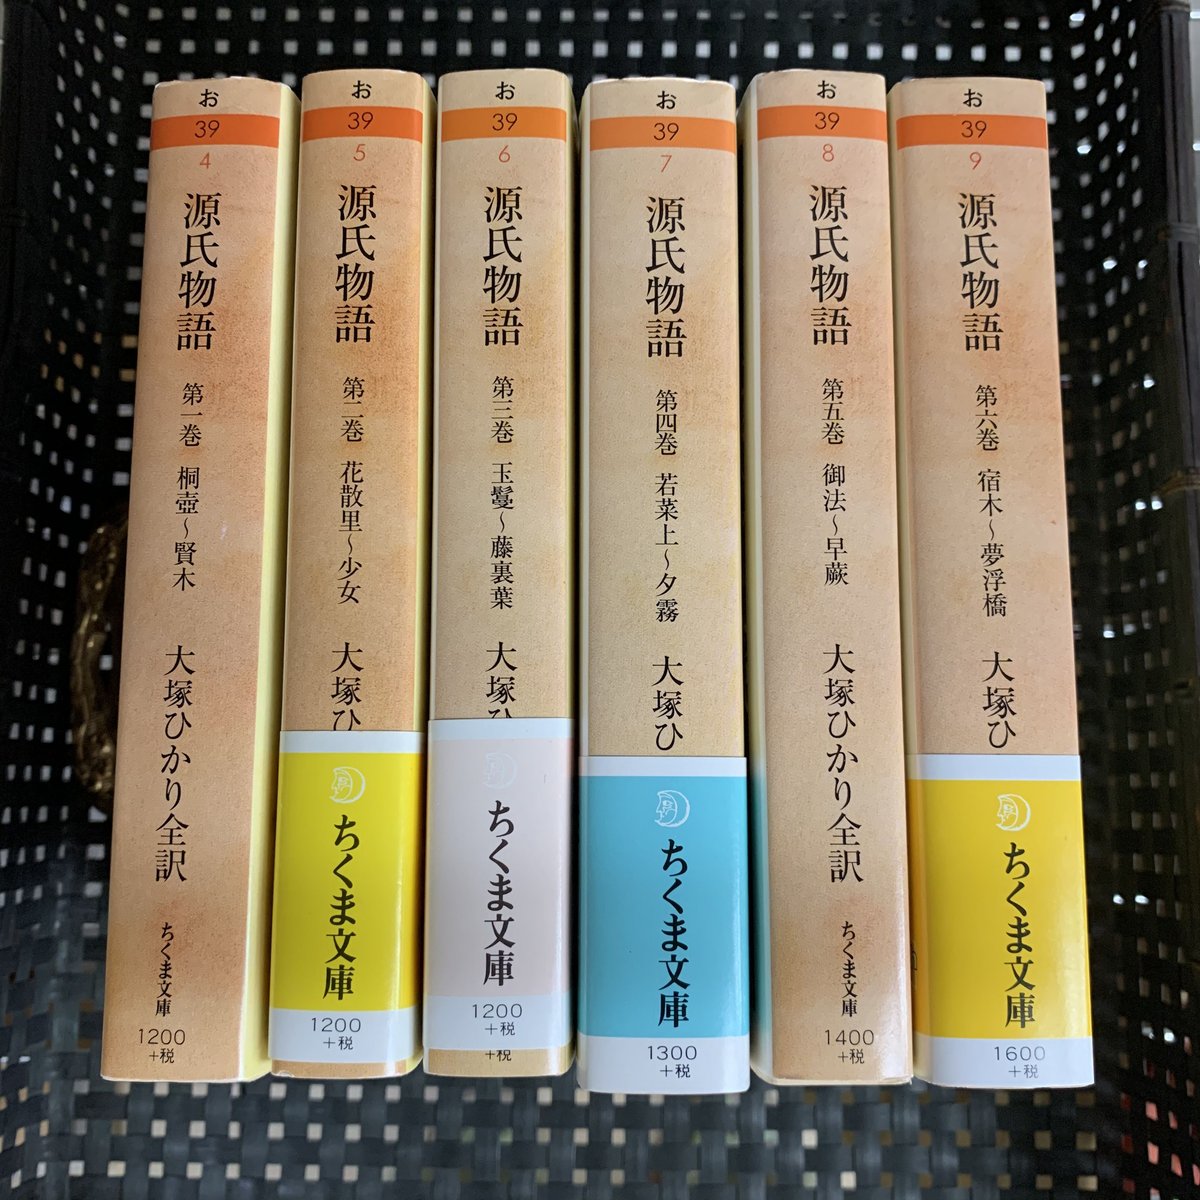 お
39
4
源氏物語
第一巻 桐壺～賢木
大塚ひかり全訳
ちくま文庫
1200
+税
お
39
5
源氏物語
第二巻 花散里～少女
大塚ひ
ちくま文庫
1200
+税
お
39
6
源氏物語
第三巻 玉鬘～藤裏葉
大塚ひ
ちくま文庫
1200
+税
+税
お
39
7
源氏物語
第四巻 若菜上～夕霧
大塚ひ
ちくま文庫
1300
+税
お
39
8
源氏物語
第五巻 御法～早蕨
大塚ひかり全訳
ちくま文庫
1400
+税
お
39
9
源氏物語
第六巻 宿木～夢浮橋
大塚ひ
ちくま文庫
1600
+税